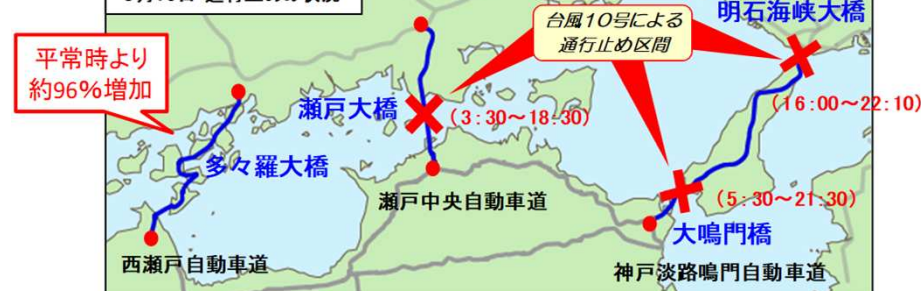 台風10号による
通行止め区間
明石海峡大橋
平常時より
約96%増加
瀬戸大橋
(3:30～18:30)
(16:00～22:10)
多々羅大橋
瀬戸中央自動車道
(5:30～21:30)
大鳴門橋
西瀬戸自動車道
神戸淡路鳴門自動車道